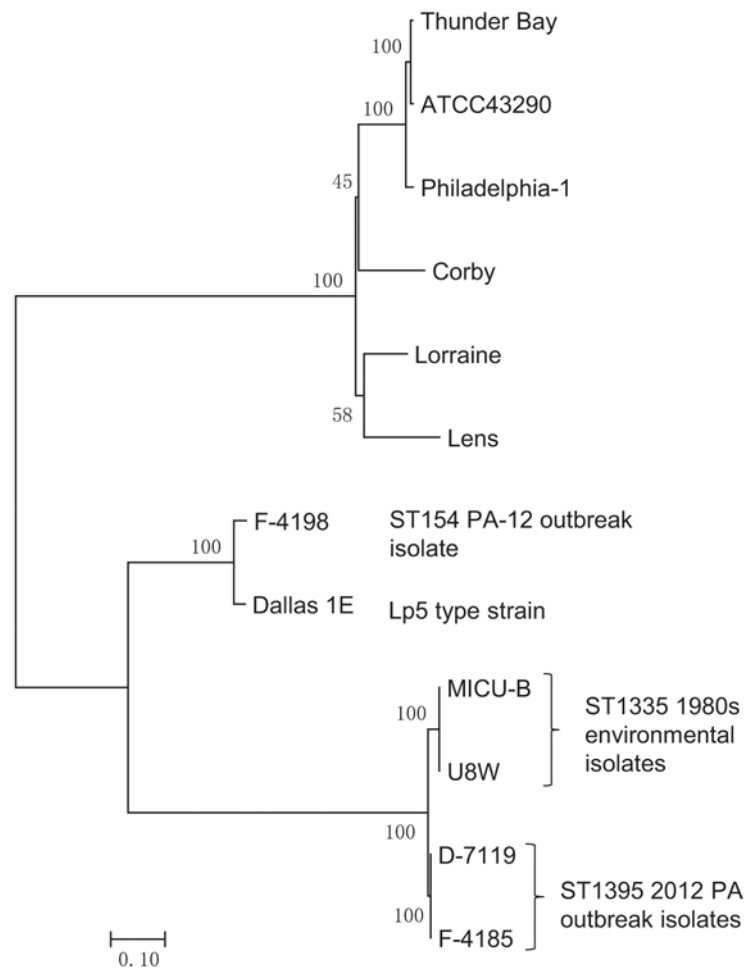 Thunder Bay
100
ATCC43290
100
Philadelphia-1
45
Corby
100
Lorraine
58
Lens
F-4198
ST154 PA-12 outbreak
isolate
100
Dallas 1E
Lp5 type strain
MICU-B
100
ST1335 1980s
environmental
isolates
U8W
100
D-7119
ST1395 2012 PA
outbreak isolates
100
F-4185
0.10